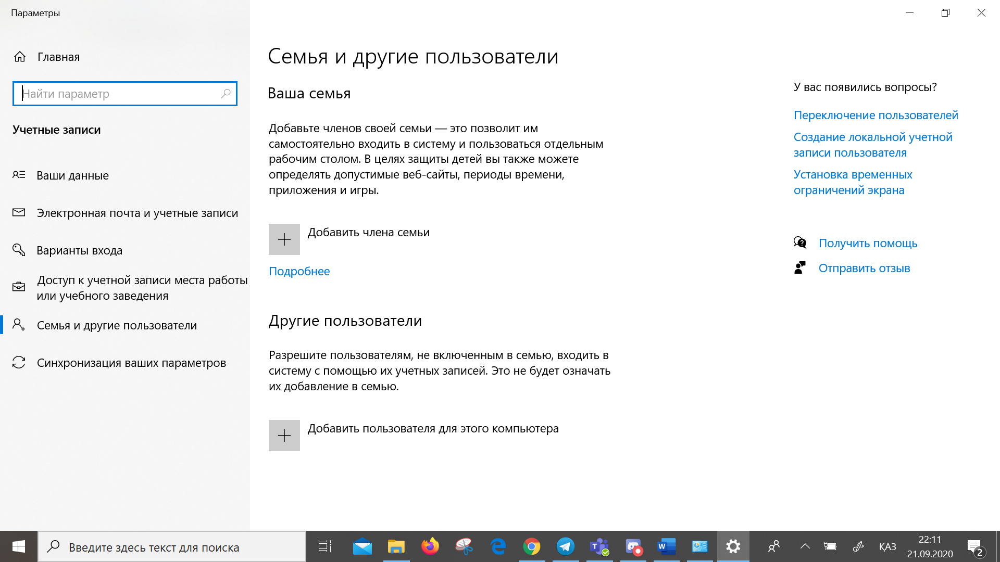 Параметры
Главная
Найти параметр
Учетные записи
Ваши данные
Электронная почта и учетные записи
Варианты входа
Доступ к учетной записи места работы
или учебного заведения
Семья и другие пользователи
Синхронизация ваших параметров
Семья и другие пользователи
Ваша семья
Добавьте членов своей семьи — это позволит им
самостоятельно входить в систему и пользоваться отдельным
рабочим столом. В целях защиты детей вы также можете
определять допустимые веб-сайты, периоды времени,
приложения и игры.
Добавить члена семьи
Подробнее
Другие пользователи
Разрешите пользователям, не включенным в семью, входить в
систему с помощью их учетных записей. Это не будет означать
их добавление в семью.
Добавить пользователя для этого компьютера
У вас появились вопросы?
Переключение пользователей
Создание локальной учетной
записи пользователя
Установка временных
ограничений экрана
Получить помощь
Отправить отзыв
Введите здесь текст для поиска
ҚАЗ
22:11
21.09.2020
2